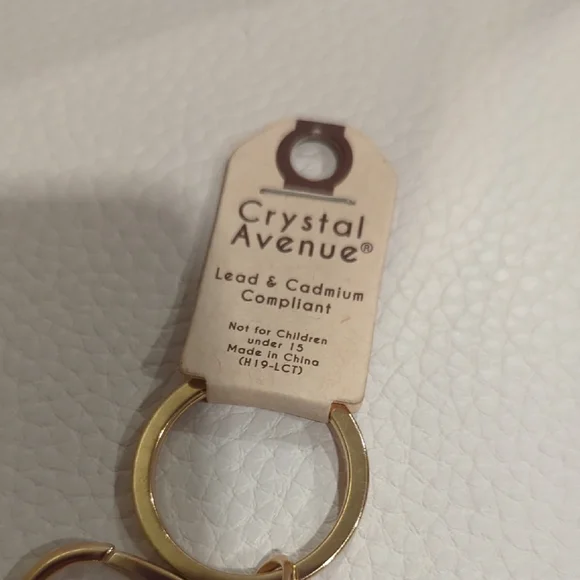 Crystal
Avenue®
Lead & Cadmium
Compliant
Not for Children
under 15
Made in China
(H19-LCT)